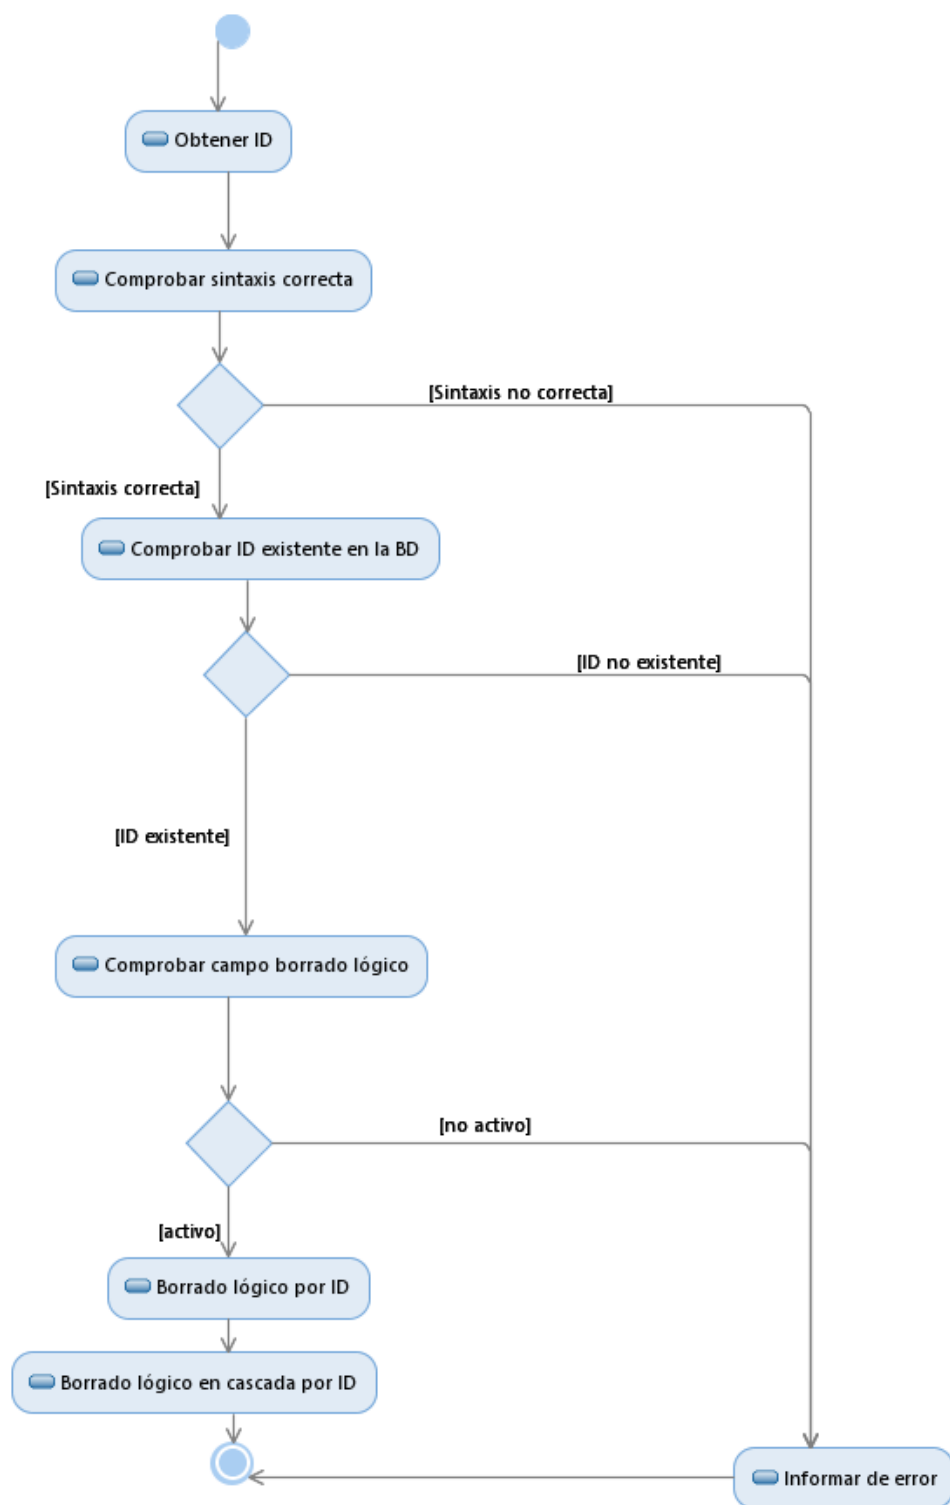 Obtener ID
Comprobar sintaxis correcta
[Sintaxis no correcta]
[Sintaxis correcta]
Comprobar ID existente en la BD
[ID no existente]
[ID existente]
Comprobar campo borrado lógico
[no activo]
[activo]
Borrado lógico por ID
Borrado lógico en cascada por ID
Informar de error